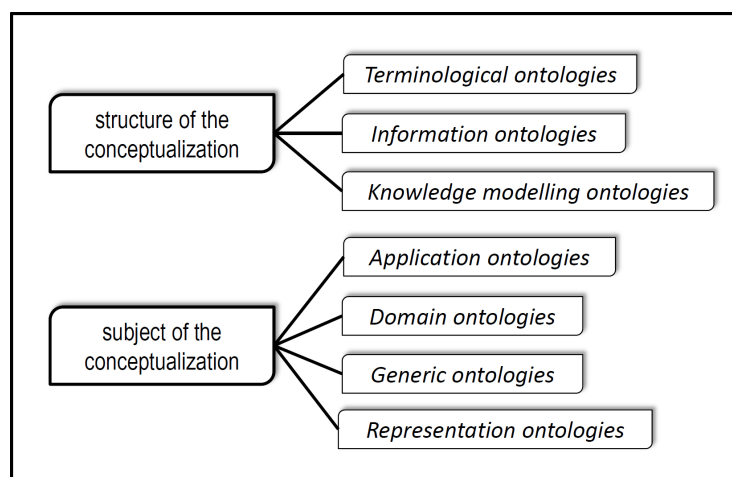 structure of the
conceptualization
Terminological ontologies
Information ontologies
Knowledge modelling ontologies
subject of the
conceptualization
Application ontologies
Domain ontologies
Generic ontologies
Representation ontologies